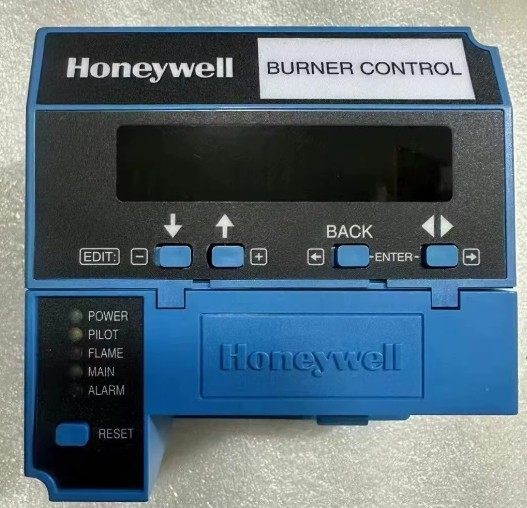 Honeywell BURNER CONTROL
BACK
EDIT: - + ENTER
POWER
PILOT
FLAME
MAIN
ALARM
RESET
Honeywell